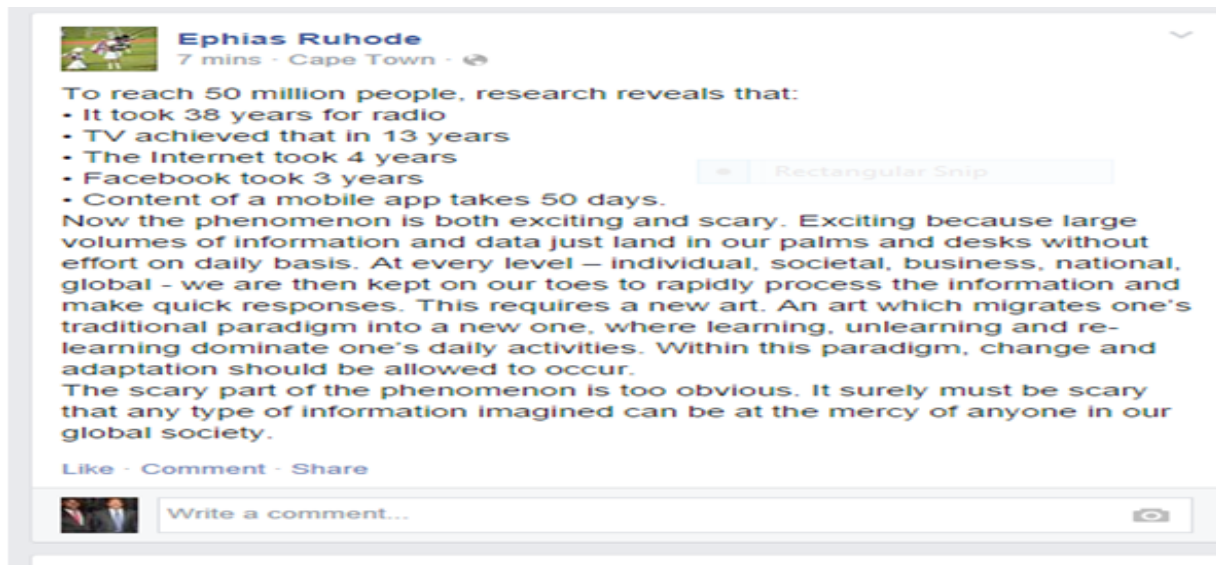 Ephias Ruhode
7 mins · Cape Town ·
To reach 50 million people, research reveals that:
• It took 38 years for radio
• TV achieved that in 13 years
• The Internet took 4 years
• Facebook took 3 years
Rectangular Snip
• Content of a mobile app takes 50 days.
Now the phenomenon is both exciting and scary. Exciting because large
volumes of information and data just land in our palms and desks without
effort on daily basis. At every level – individual, societal, business, national,
global - we are then kept on our toes to rapidly process the information and
make quick responses. This requires a new art. An art which migrates one's
traditional paradigm into a new one, where learning, unlearning and re-
learning dominate one's daily activities. Within this paradigm, change and
adaptation should be allowed to occur.
The scary part of the phenomenon is too obvious. It surely must be scary
that any type of information imagined can be at the mercy of anyone in our
global society.
Like · Comment · Share
Write a comment...